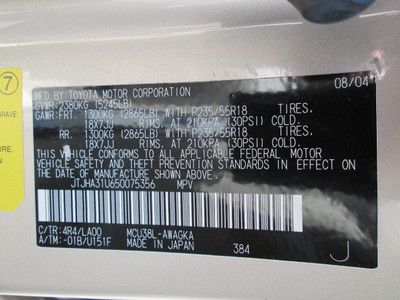 7
GRAVE.
MFD BY TOYOTA MOTOR CORPORATION 08/04
GVWR: 2380KG (5245LB)
GAWR: FRT. 1300KG (2865LB) WITH P235/55R18 TIRES,
18X7JJ RIMS, AT 210KPA (30PSI) COLD.
RR. 1300KG (2865LB) WITH P235/55R18 TIRES,
18X7JJ RIMS, AT 210KPA (30PSI) COLD.
THIS VEHICLE CONFORMS TO ALL APPLICABLE FEDERAL MOTOR
VEHICLE SAFETY AND THEFT PREVENTION STANDARDS IN EFFECT ON
THE DATE OF MANUFACTURE SHOWN ABOVE.
JTJHA31U650075356 MPV
C/TR: 4R4/LA00 MCU38L-AWAGKA
A/TM: -01B/U151F MADE IN JAPAN 384
J